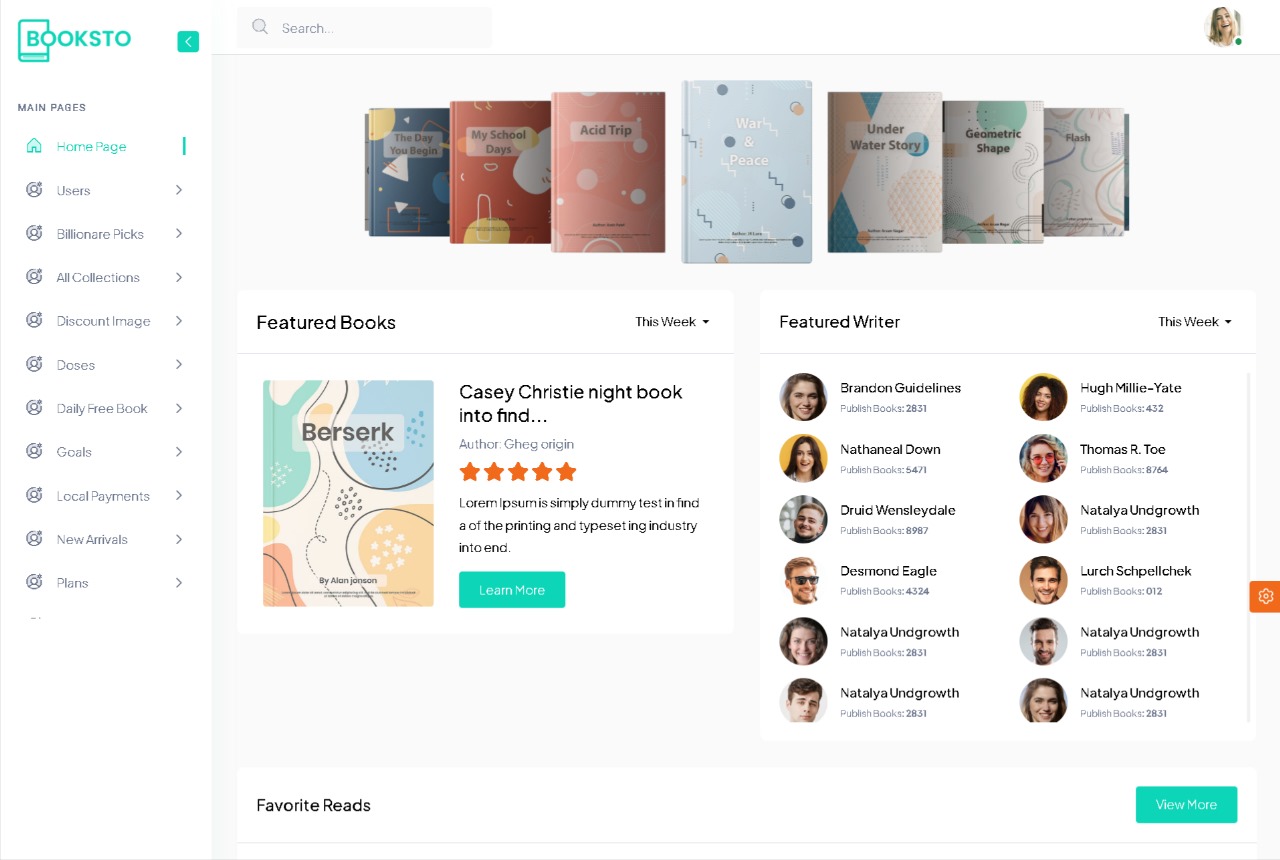 BOOKSTO
Search...
MAIN PAGES
Home Page
Users
Billionare Picks
All Collections
Discount Image
Doses
Daily Free Book
Goals
Local Payments
New Arrivals
Plans
The Day
You Begin
My School
Days
Acid Trip
War
&
Peace
Under
Water Story
Geometric
Shape
Flash
Featured Books
This Week
Berserk
By Alan jonson
Casey Christie night book
into find...
Author: Gheg origin
Lorem Ipsum is simply dummy test in find
a of the printing and typeset ing industry
into end.
Learn More
Featured Writer
This Week
Brandon Guidelines
Publish Books: 2831
Hugh Millie-Yate
Publish Books: 432
Nathaneal Down
Publish Books: 5471
Thomas R. Toe
Publish Books: 8764
Druid Wensleydale
Publish Books: 8987
Natalya Undgrowth
Publish Books: 2831
Desmond Eagle
Publish Books: 4324
Lurch Schpellchek
Publish Books: 012
Natalya Undgrowth
Publish Books: 2831
Natalya Undgrowth
Publish Books: 2831
Natalya Undgrowth
Publish Books: 2831
Natalya Undgrowth
Publish Books: 2831
Favorite Reads
View More